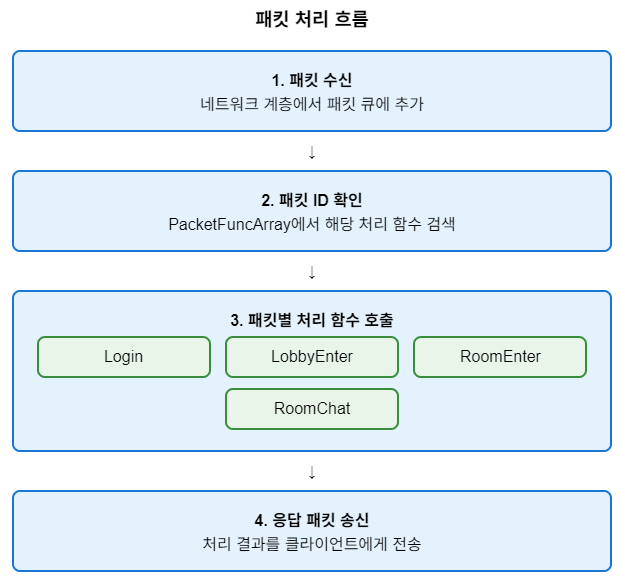 패킷 처리 흐름
1. 패킷 수신
네트워크 계층에서 패킷 큐에 추가
↓
2. 패킷 ID 확인
PacketFuncArray에서 해당 처리 함수 검색
↓
3. 패킷별 처리 함수 호출
Login
LobbyEnter
RoomEnter
RoomChat
↓
4. 응답 패킷 송신
처리 결과를 클라이언트에게 전송